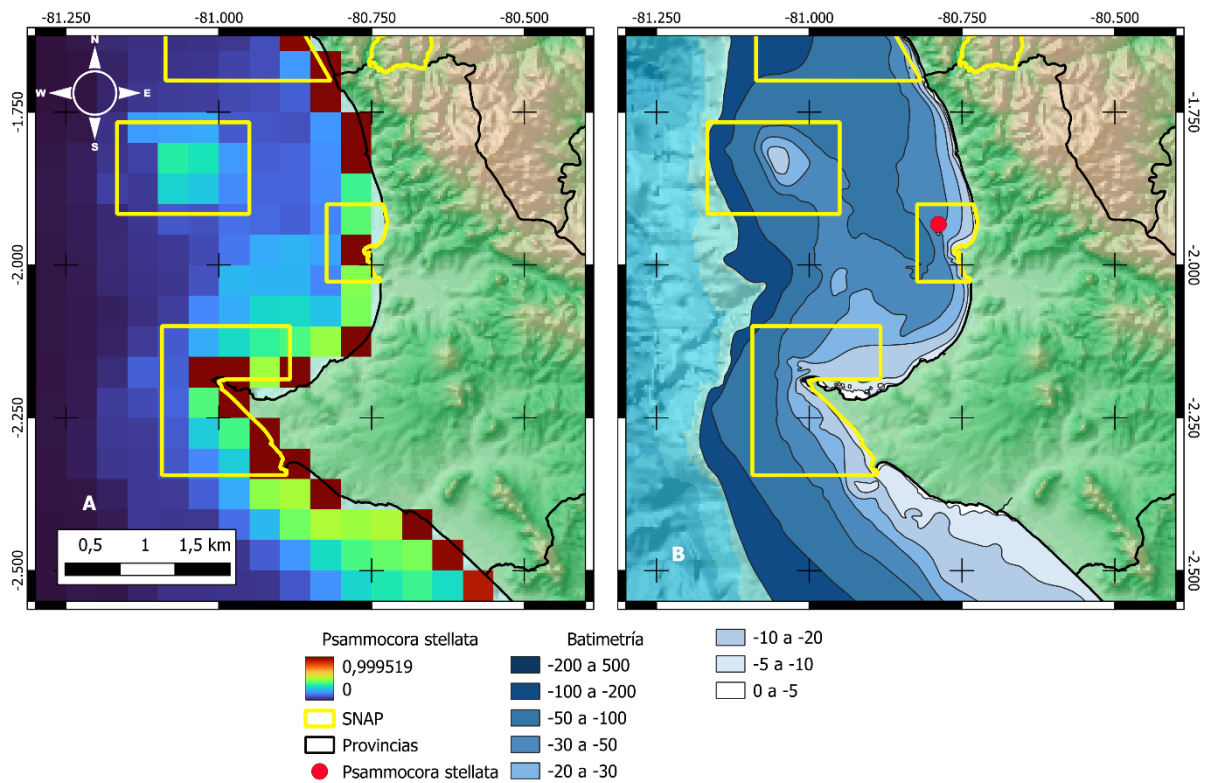 -81.250 -81.000 -80.750 -80.500
-81.250 -81.000 -80.750 -80.500
N
W E
S
-1.750
-1.750
-2.000
-2.000
-2.250
-2.250
A
B
0,5 1 1,5 km
-2.500
-2.500
Psammocora stellata
0,999519
0
SNAP
Provincias
Psammocora stellata
Batimetría
-200 a 500
-100 a -200
-50 a -100
-30 a -50
-20 a -30
-10 a -20
-5 a -10
0 a -5